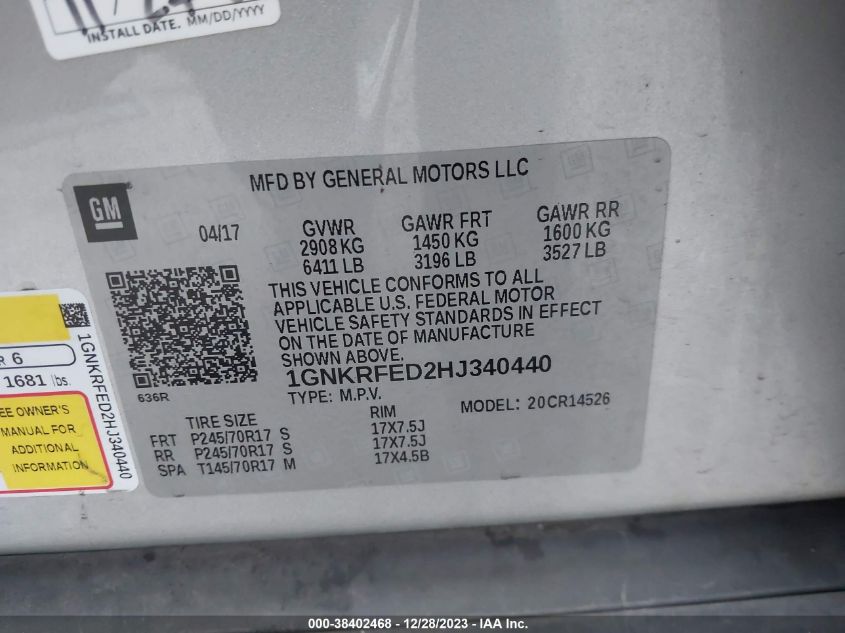 INSTALL DATE. MM/DD/YYYY
MFD BY GENERAL MOTORS LLC
GM
04/17
GVWR
2908 KG
6411 LB
GAWR FRT
1450 KG
3196 LB
GAWR RR
1600 KG
3527 LB
THIS VEHICLE CONFORMS TO ALL
APPLICABLE U.S. FEDERAL MOTOR
VEHICLE SAFETY STANDARDS IN EFFECT
ON THE DATE OF MANUFACTURE
SHOWN ABOVE.
1GNKRFED2HJ340440
TYPE: M.P.V.
MODEL: 20CR14526
636R
TIRE SIZE RIM
FRT P245/70R17 S 17X7.5J
RR P245/70R17 S 17X7.5J
SPA T145/70R17 M 17X4.5B
R 6
1681 lbs.
EE OWNER'S
MANUAL FOR
ADDITIONAL
INFORMATION
1GNKRFED2HJ340440
000-38402468 - 12/28/2023 - IAA Inc.